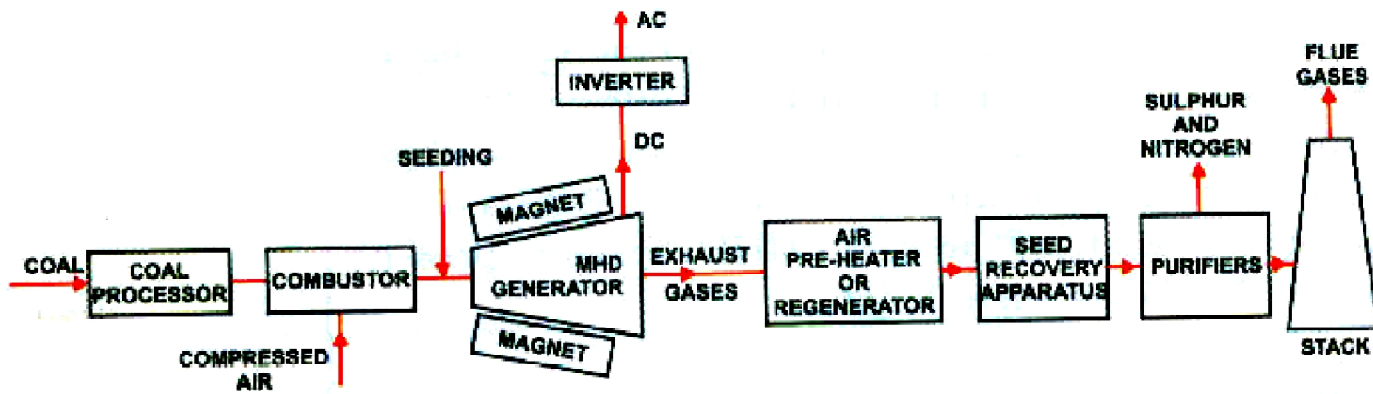 AC
INVERTER
DC
SEEDING
MAGNET
COAL
COAL
PROCESSOR
COMBUSTOR
COMPRESSED
AIR
MHD
GENERATOR
MAGNET
EXHAUST
GASES
AIR
PRE-HEATER
OR
REGENERATOR
SEED
RECOVERY
APPARATUS
PURIFIERS
SULPHUR
AND
NITROGEN
FLUE
GASES
STACK